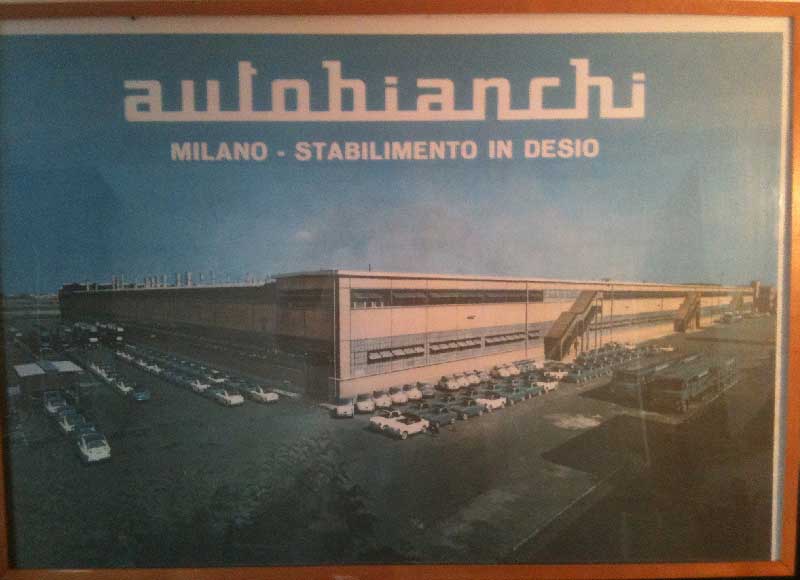 autobianchi
MILANO - STABILIMENTO IN DESIO